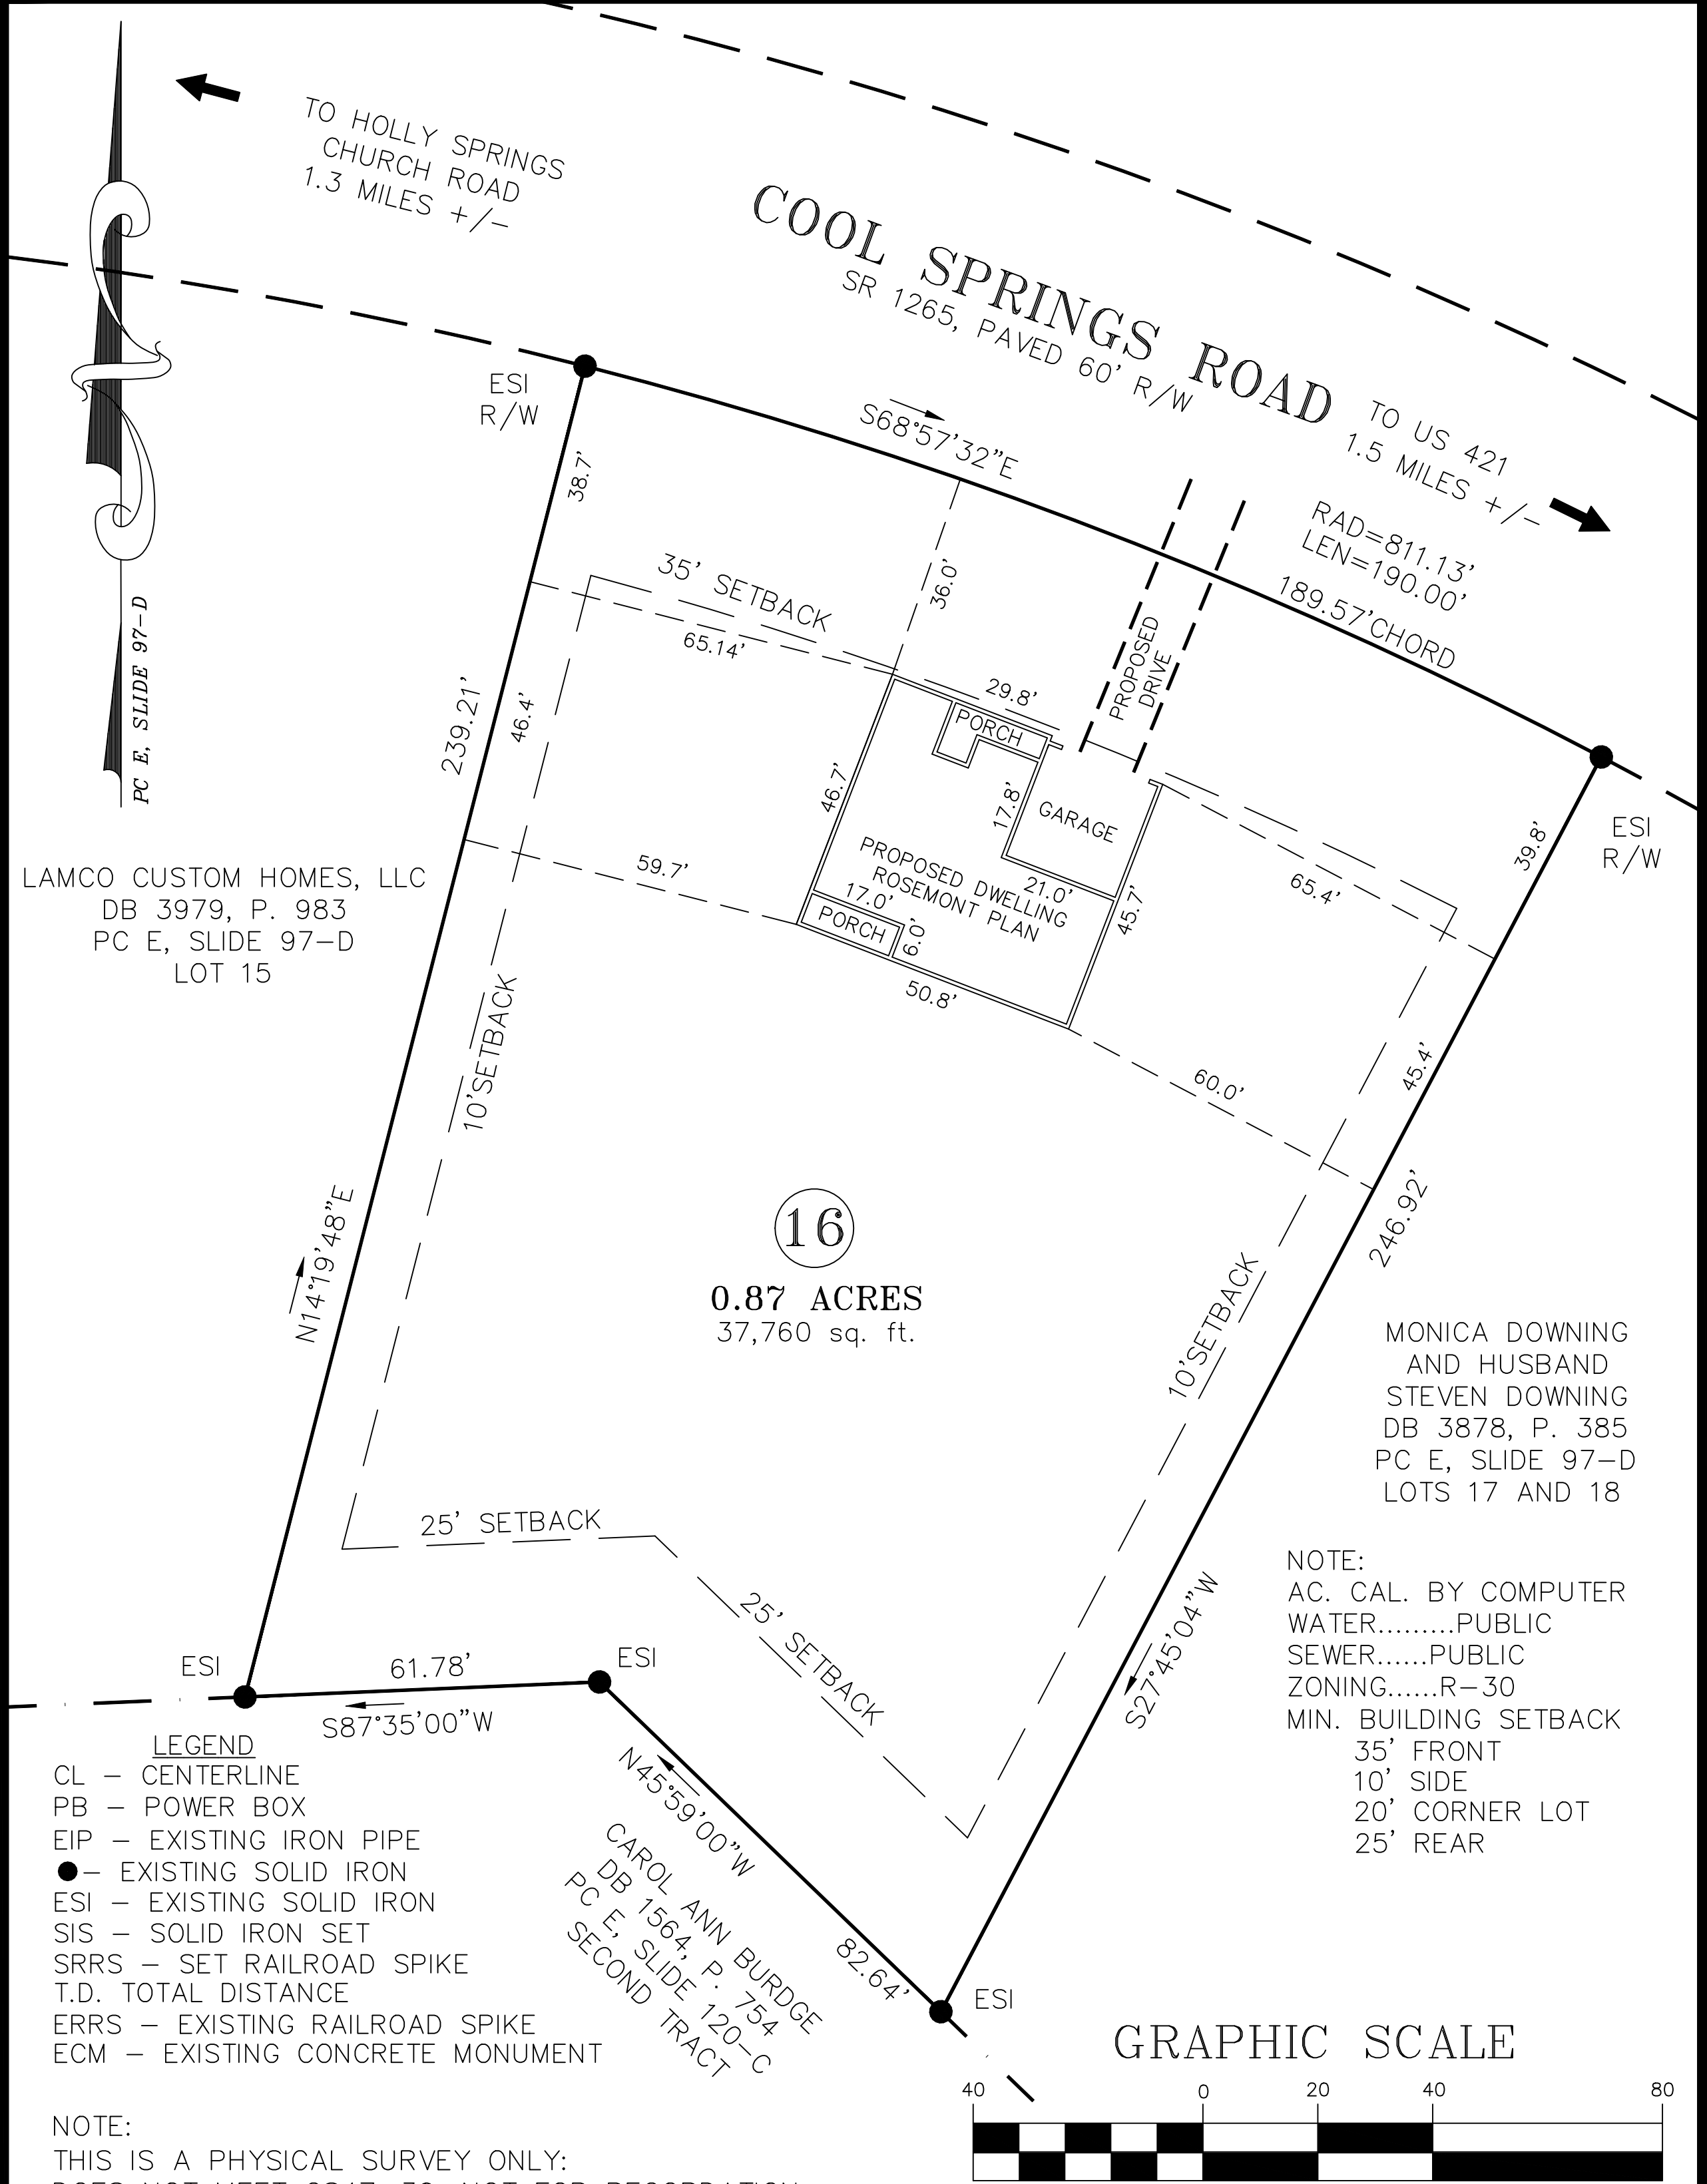 TO HOLLY SPRINGS
CHURCH ROAD
1.3 MILES +/-
COOL SPRINGS ROAD
SR 1265, PAVED 60' R/W
TO US 421
1.5 MILES +/-
ESI
R/W
S68°57'32"E
RAD=811.13'
LEN=190.00'
189.57'CHORD
38.7'
35' SETBACK
65.14'
36.0'
PROPOSED
DRIVE
29.8'
PORCH
PC E, SLIDE 97-D
239.21'
46.4'
46.7'
17.8'
GARAGE
39.8'
ESI
R/W
59.7'
PROPOSED DWELLING
ROSEMONT PLAN
21.0'
17.0'
PORCH
6.0'
45.7'
65.4'
50.8'
LAMCO CUSTOM HOMES, LLC
DB 3979, P. 983
PC E, SLIDE 97-D
LOT 15
10'SETBACK
60.0'
45.4'
N14°19'48"E
16
0.87 ACRES
37,760 sq. ft.
246.92'
10'SETBACK
MONICA DOWNING
AND HUSBAND
STEVEN DOWNING
DB 3878, P. 385
PC E, SLIDE 97-D
LOTS 17 AND 18
25' SETBACK
25' SETBACK
S27°45'04"W
NOTE:
AC. CAL. BY COMPUTER
WATER.........PUBLIC
SEWER......PUBLIC
ZONING......R-30
MIN. BUILDING SETBACK
35' FRONT
10' SIDE
20' CORNER LOT
25' REAR
ESI
61.78'
ESI
S87°35'00"W
N45°59'00"W
82.64'
ESI
CAROL ANN BURDGE
DB 1564, P. 754
PC E, SLIDE 120-C
SECOND TRACT
LEGEND
CL - CENTERLINE
PB - POWER BOX
EIP - EXISTING IRON PIPE
●- EXISTING SOLID IRON
ESI - EXISTING SOLID IRON
SIS - SOLID IRON SET
SRRS - SET RAILROAD SPIKE
T.D. TOTAL DISTANCE
ERRS - EXISTING RAILROAD SPIKE
ECM - EXISTING CONCRETE MONUMENT
GRAPHIC SCALE
40 0 20 40 80
NOTE:
THIS IS A PHYSICAL SURVEY ONLY: